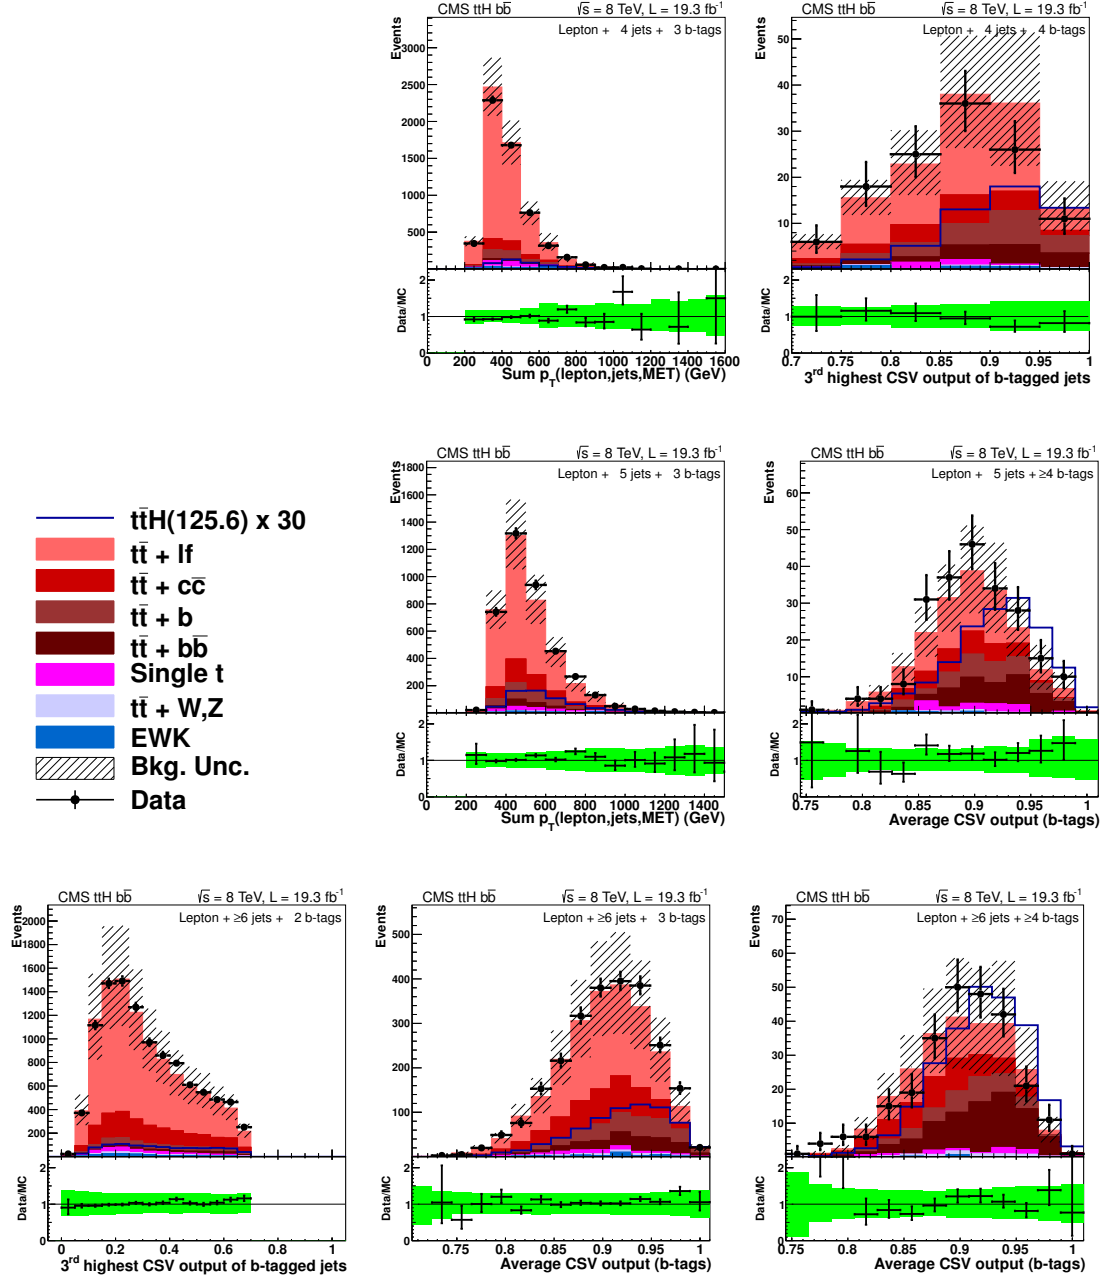 CMS ttH bb̅ √s = 8 TeV, L = 19.3 fb⁻¹
Lepton + 4 jets + 3 b-tags
Events
3000
2500
2000
1500
1000
500
Data/MC
2
1
0
0 200 400 600 800 1000 1200 1400 1600
Sum p_T(lepton,jets,MET) (GeV)
CMS ttH bb̅ √s = 8 TeV, L = 19.3 fb⁻¹
Lepton + 4 jets + 4 b-tags
Events
50
40
30
20
10
Data/MC
2
1
0
0.7 0.75 0.8 0.85 0.9 0.95 1
3rd highest CSV output of b-tagged jets
tt̅H(125.6) x 30
tt̅ + lf
tt̅ + cc̅
tt̅ + b
tt̅ + bb̅
Single t
tt̅ + W,Z
EWK
Bkg. Unc.
Data
CMS ttH bb̅ √s = 8 TeV, L = 19.3 fb⁻¹
Lepton + 5 jets + 3 b-tags
Events
1800
1600
1400
1200
1000
800
600
400
200
Data/MC
2
1
0
0 200 400 600 800 1000 1200 1400
Sum p_T(lepton,jets,MET) (GeV)
CMS ttH bb̅ √s = 8 TeV, L = 19.3 fb⁻¹
Lepton + 5 jets + ≥4 b-tags
Events
60
50
40
30
20
10
0
Data/MC
2
1
0
0.75 0.8 0.85 0.9 0.95 1
Average CSV output (b-tags)
CMS ttH bb̅ √s = 8 TeV, L = 19.3 fb⁻¹
Lepton + ≥6 jets + 2 b-tags
Events
2000
1800
1600
1400
1200
1000
800
600
400
200
Data/MC
2
1
0
0 0.2 0.4 0.6 0.8 1
3rd highest CSV output of b-tagged jets
CMS ttH bb̅ √s = 8 TeV, L = 19.3 fb⁻¹
Lepton + ≥6 jets + 3 b-tags
Events
500
400
300
200
100
Data/MC
2
1
0
0.75 0.8 0.85 0.9 0.95 1
Average CSV output (b-tags)
CMS ttH bb̅ √s = 8 TeV, L = 19.3 fb⁻¹
Lepton + ≥6 jets + ≥4 b-tags
Events
70
60
50
40
30
20
10
0
Data/MC
2
1
0
0.75 0.8 0.85 0.9 0.95 1
Average CSV output (b-tags)